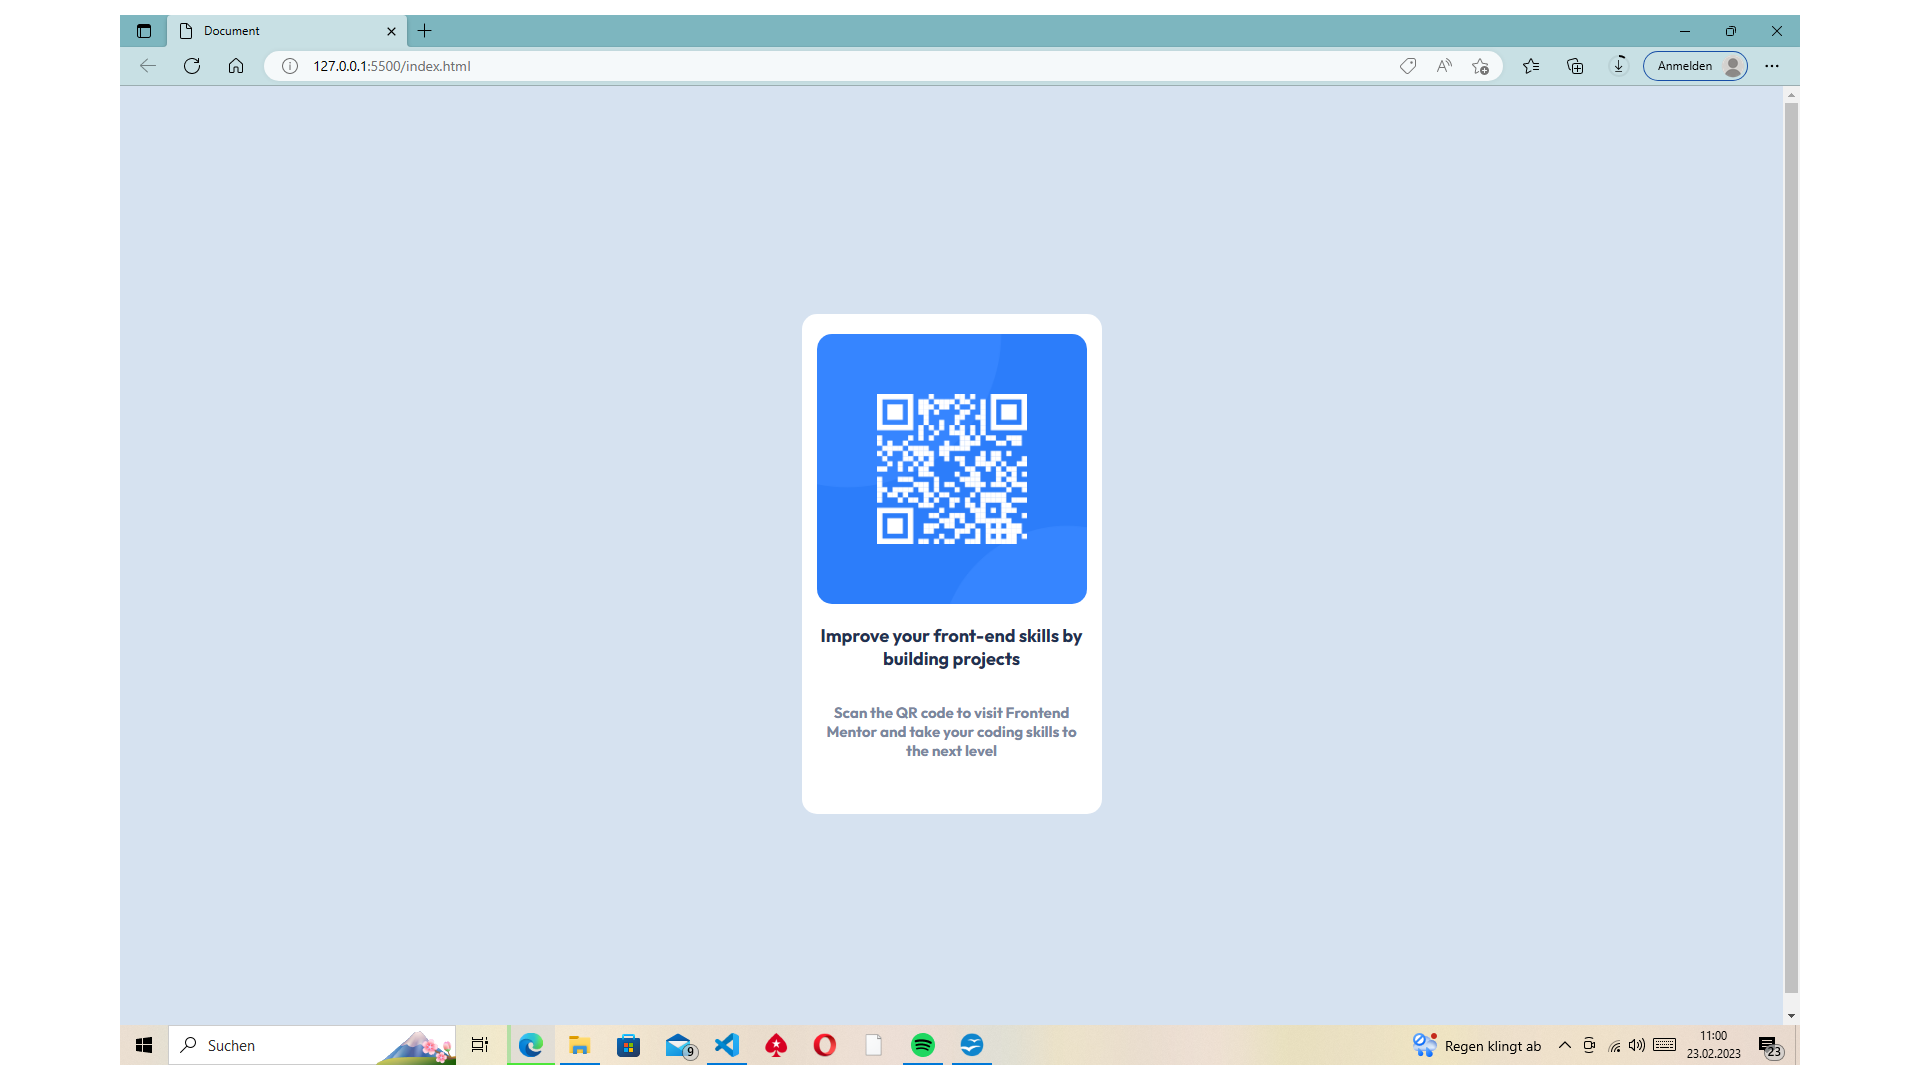 Document
127.0.0.1:5500/index.html
Anmelden
Improve your front-end skills by
building projects
Scan the QR code to visit Frontend
Mentor and take your coding skills to
the next level
Suchen
9
Regen klingt ab
11:00
23.02.2023
23